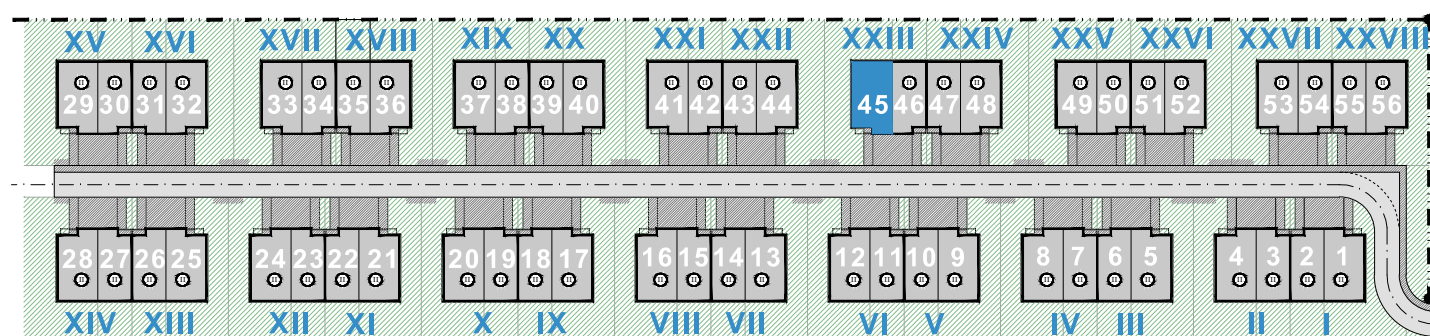 XV XVI XVII XVIII XIX XX XXI XXII XXIII XXIV XXV XXVI XXVII XXVIII
29 30 31 32 33 34 35 36 37 38 39 40 41 42 43 44 45 46 47 48 49 50 51 52 53 54 55 56
28 27 26 25 24 23 22 21 20 19 18 17 16 15 14 13 12 11 10 9 8 7 6 5 4 3 2 1
XIV XIII XII XI X IX VIII VII VI V IV III II I